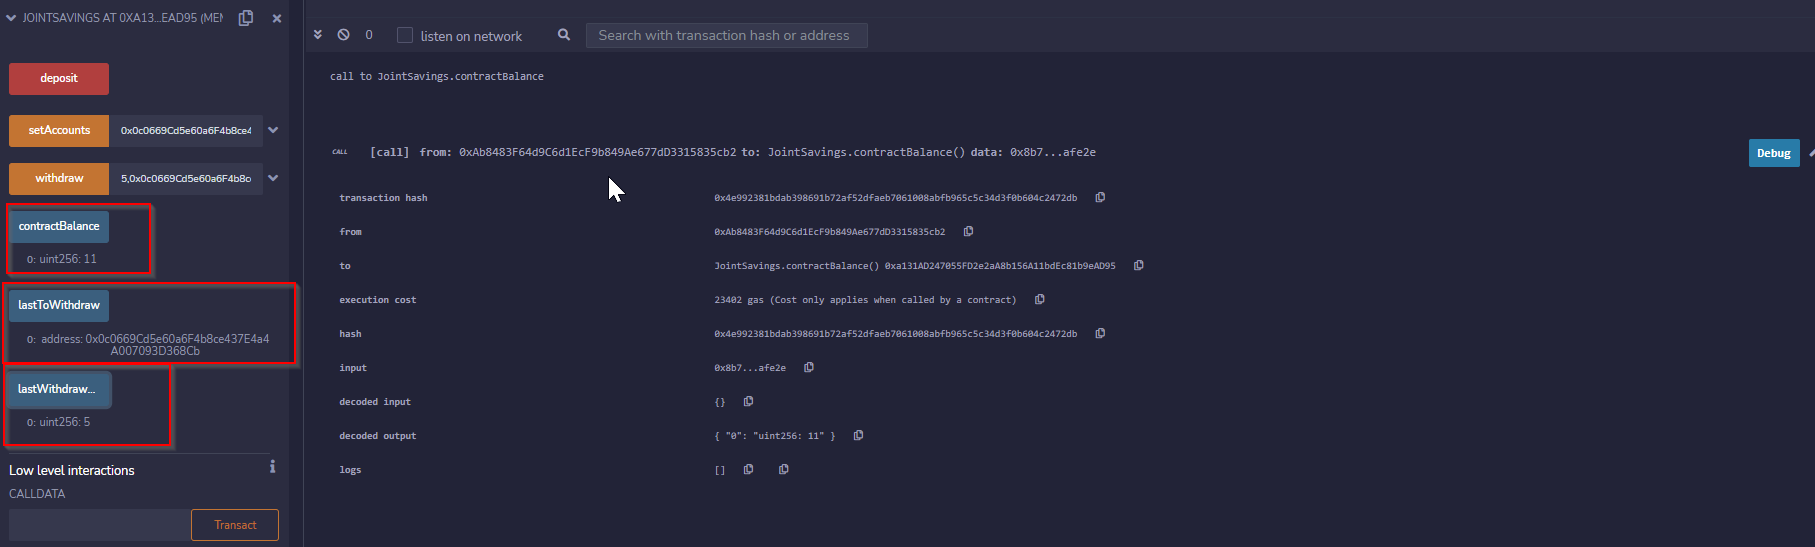 JOINTSAVINGS AT 0XA13...EAD95 (MEM
deposit
setAccounts 0x0c0669Cd5e60a6F4b8ce4
withdraw 5,0x0c0669Cd5e60a6F4b8c
contractBalance
0: uint256: 11
lastToWithdraw
0: address: 0x0c0669Cd5e60a6F4b8ce437E4a4
A007093D368Cb
lastWithdraw...
0: uint256: 5
Low level interactions
CALLDATA
Transact
0 listen on network Search with transaction hash or address
call to JointSavings.contractBalance
CALL [call] from: 0xAb8483F64d9C6d1EcF9b849Ae677dD3315835cb2 to: JointSavings.contractBalance() data: 0x8b7...afe2e
Debug
transaction hash 0x4e992381bdab398691b72af52dfaeb7061008abfb965c5c34d3f0b604c2472db
from 0xAb8483F64d9C6d1EcF9b849Ae677dD3315835cb2
to JointSavings.contractBalance() 0xa131AD247055FD2e2aA8b156A11bdEc81b9eAD95
execution cost 23402 gas (Cost only applies when called by a contract)
hash 0x4e992381bdab398691b72af52dfaeb7061008abfb965c5c34d3f0b604c2472db
input 0x8b7...afe2e
decoded input {}
decoded output { "0": "uint256: 11" }
logs []